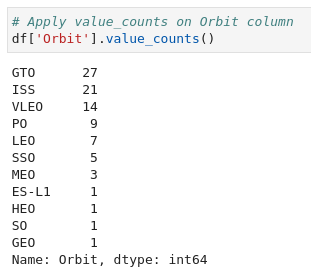 # Apply value_counts on Orbit column
df['Orbit'].value_counts()
GTO 27
ISS 21
VLEO 14
PO 9
LEO 7
SSO 5
MEO 3
ES-L1 1
HEO 1
SO 1
GEO 1
Name: Orbit, dtype: int64